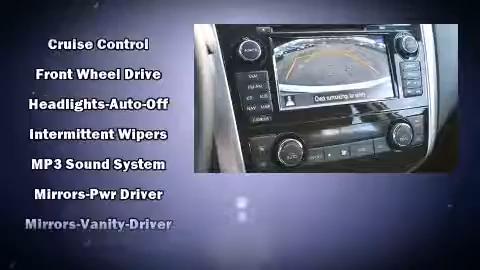 Cruise Control
Front Wheel Drive
Headlights-Auto-Off
Intermittent Wipers
MP3 Sound System
Mirrors-Pwr Driver
Mirrors-Vanity-Driver
AUTO